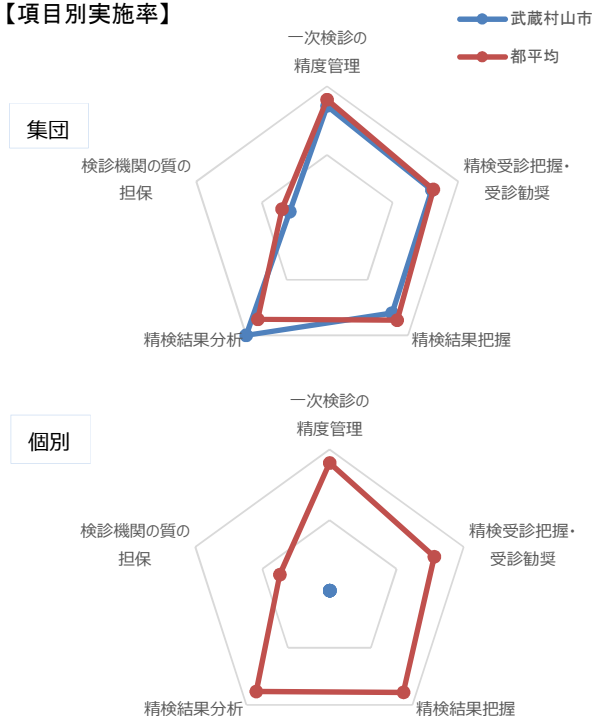 【項目別実施率】
武蔵村山市
都平均
集団
一次検診の
精度管理
精検受診把握・
受診勧奨
精検結果把握
精検結果分析
検診機関の質の
担保
個別
一次検診の
精度管理
精検受診把握・
受診勧奨
精検結果把握
精検結果分析
検診機関の質の
担保